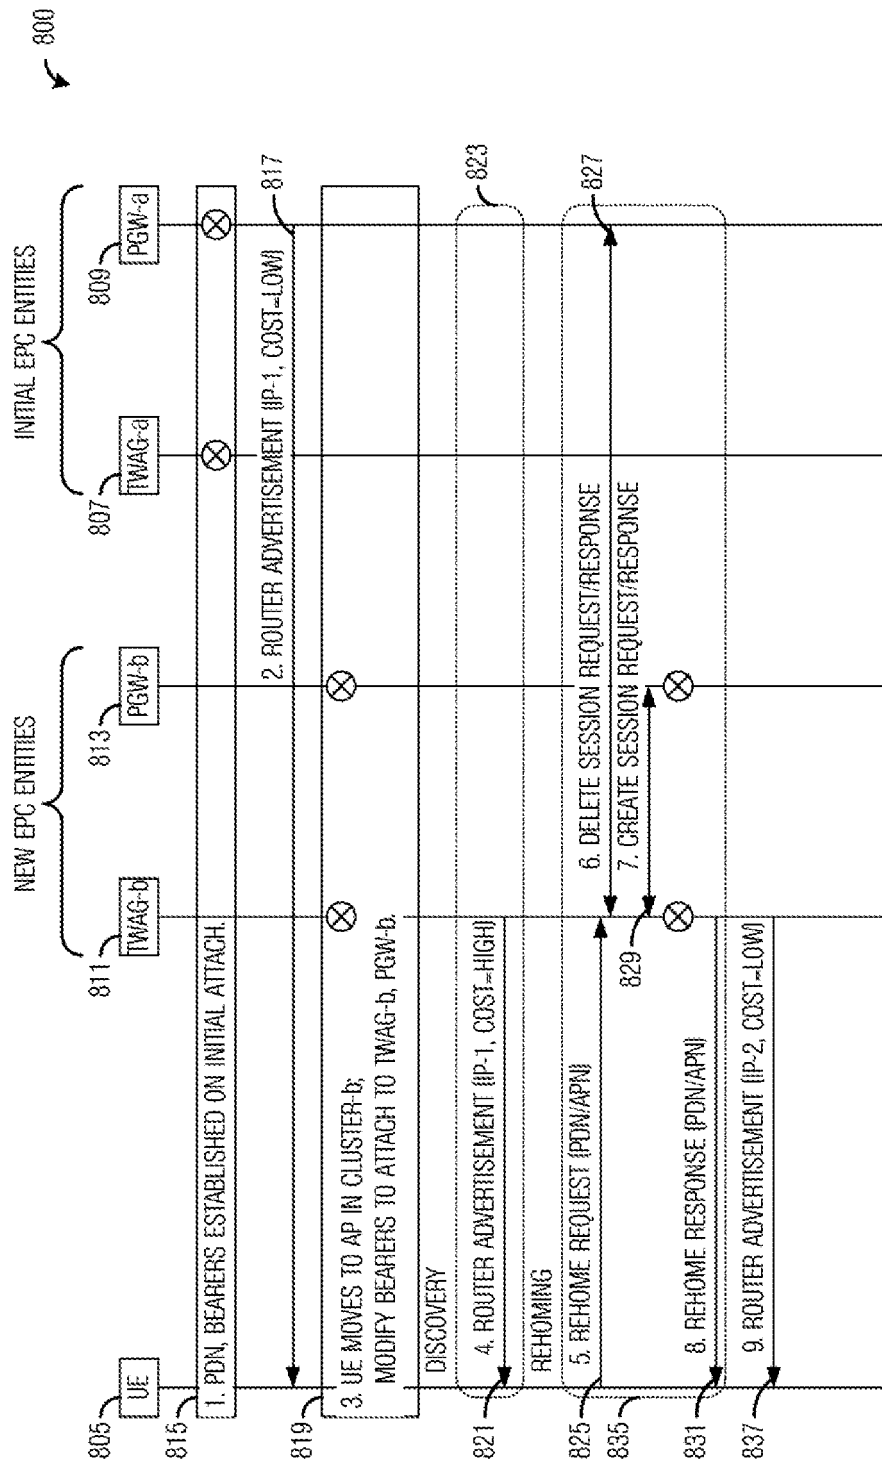 800
NEW EPC ENTITIES
INITIAL EPC ENTITIES
805
811
813
807
809
UE
TWAG-b
PGW-b
TWAG-a
PGW-a
815
1. PDN, BEARERS ESTABLISHED ON INITIAL ATTACH.
2. ROUTER ADVERTISEMENT (IP-1, COST=LOW)
817
819
3. UE MOVES TO AP IN CLUSTER-b;
MODIFY BEARERS TO ATTACH TO TWAG-b, PGW-b.
DISCOVERY
823
4. ROUTER ADVERTISEMENT (IP-1, COST=HIGH)
821
REHOMING
5. REHOME REQUEST (PDN/APN)
825
6. DELETE SESSION REQUEST/RESPONSE
827
7. CREATE SESSION REQUEST/RESPONSE
829
835
8. REHOME RESPONSE (PDN/APN)
831
9. ROUTER ADVERTISEMENT (IP-2, COST=LOW)
837